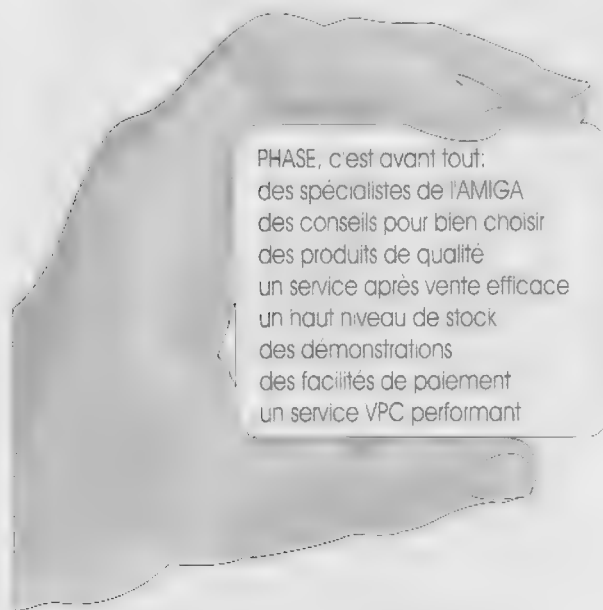 PHASE, c'est avant tout:
des spécialistes de l'AMIGA
des conseils pour bien choisir
des produits de qualité
un service après vente efficace
un haut niveau de stock
des démonstrations
des facilités de paiement
un service VPC performant